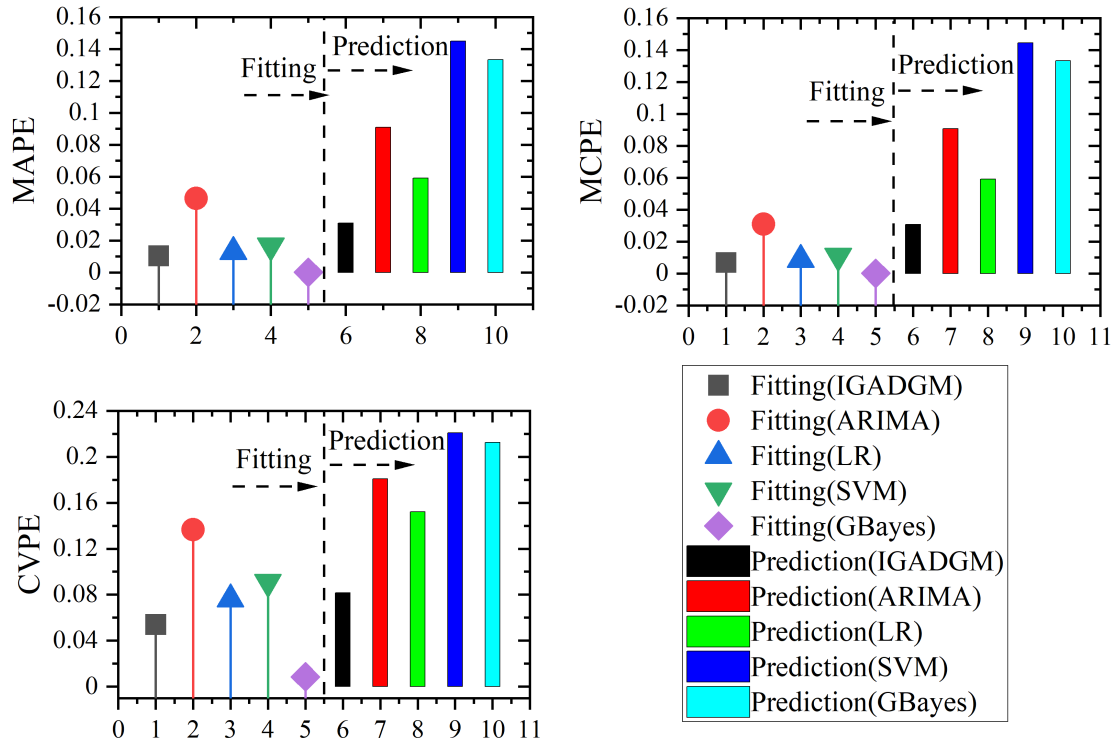 MAPE
0.16
0.14
0.12
0.1
0.08
0.06
0.04
0.02
0
-0.02
Fitting
Prediction
0 2 4 6 8 10
MCPE
0.16
0.14
0.12
0.1
0.08
0.06
0.04
0.02
0
-0.02
Fitting
Prediction
0 1 2 3 4 5 6 7 8 9 10 11
CVPE
0.24
0.2
0.16
0.12
0.08
0.04
0
Fitting
Prediction
0 1 2 3 4 5 6 7 8 9 10 11
Fitting(IGADGM)
Fitting(ARIMA)
Fitting(LR)
Fitting(SVM)
Fitting(GBayes)
Prediction(IGADGM)
Prediction(ARIMA)
Prediction(LR)
Prediction(SVM)
Prediction(GBayes)